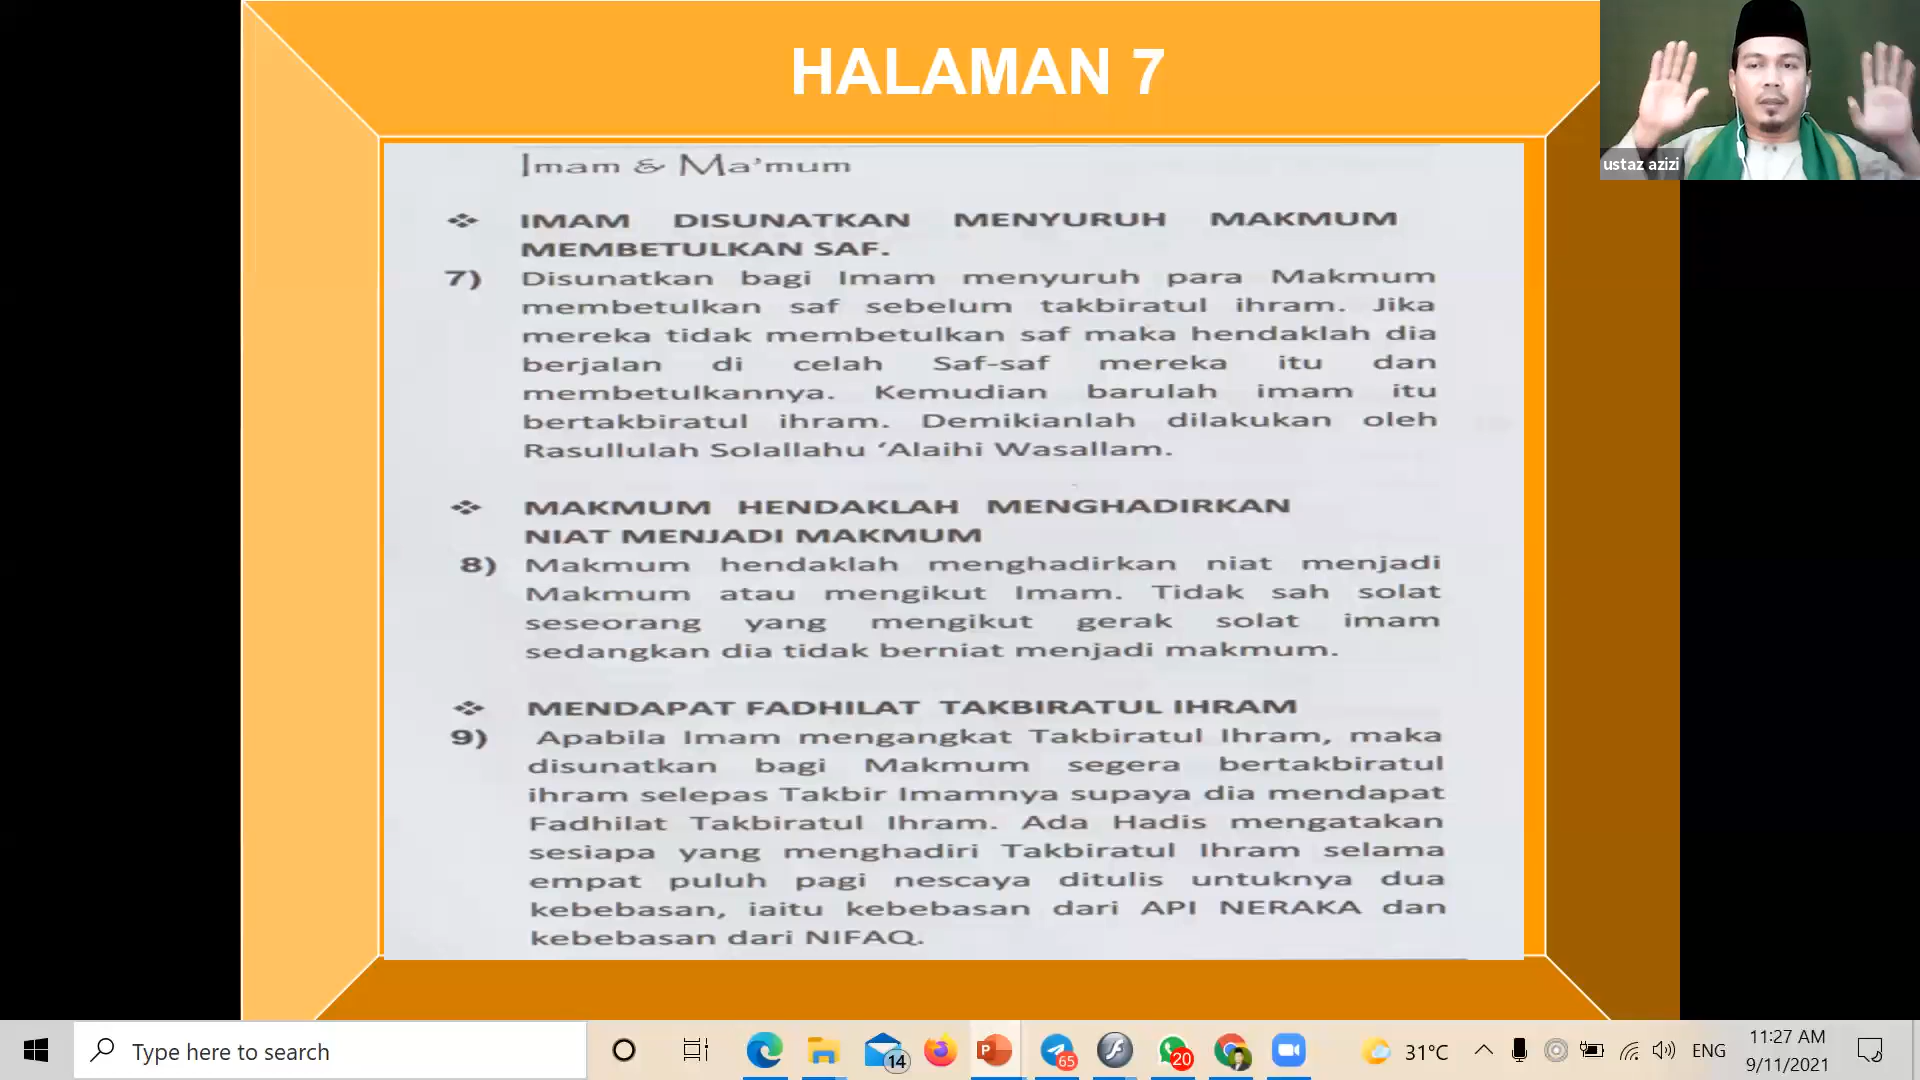 HALAMAN 7
ustaz azizi
Imam & Ma'mum
IMAM DISUNATKAN MENYURUH MAKMUM
MEMBETULKAN SAF.
7) Disunatkan bagi Imam menyuruh para Makmum
membetulkan saf sebelum takbiratul ihram. Jika
mereka tidak membetulkan saf maka hendaklah dia
berjalan di celah Saf-saf mereka itu dan
membetulkannya. Kemudian barulah imam itu
bertakbiratul ihram. Demikianlah dilakukan oleh
Rasullulah Solallahu ‘Alaihi Wasallam.
MAKMUM HENDAKLAH MENGHADIRKAN
NIAT MENJADI MAKMUM
8) Makmum hendaklah menghadirkan niat menjadi
Makmum atau mengikut Imam. Tidak sah solat
seseorang yang mengikut gerak solat imam
sedangkan dia tidak berniat menjadi makmum.
MENDAPAT FADHILAT TAKBIRATUL IHRAM
9) Apabila Imam mengangkat Takbiratul Ihram, maka
disunatkan bagi Makmum segera bertakbiratul
ihram selepas Takbir Imamnya supaya dia mendapat
Fadhilat Takbiratul Ihram. Ada Hadis mengatakan
sesiapa yang menghadiri Takbiratul Ihram selama
empat puluh pagi nescaya ditulis untuknya dua
kebebasan, iaitu kebebasan dari API NERAKA dan
kebebasan dari NIFAQ.
Type here to search
14
65
20
31°C
ENG
11:27 AM
9/11/2021